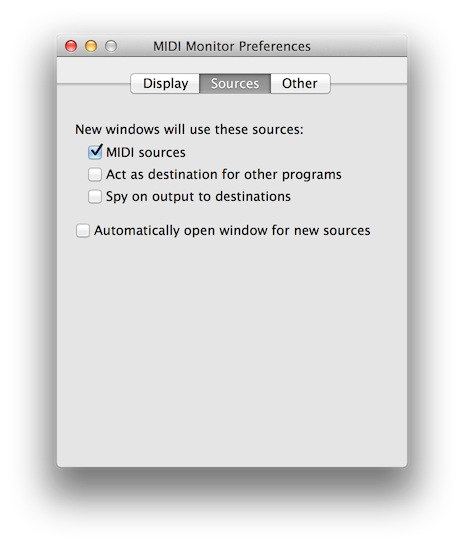 MIDI Monitor Preferences
Display Sources Other
New windows will use these sources:
MIDI sources
Act as destination for other programs
Spy on output to destinations
Automatically open window for new sources